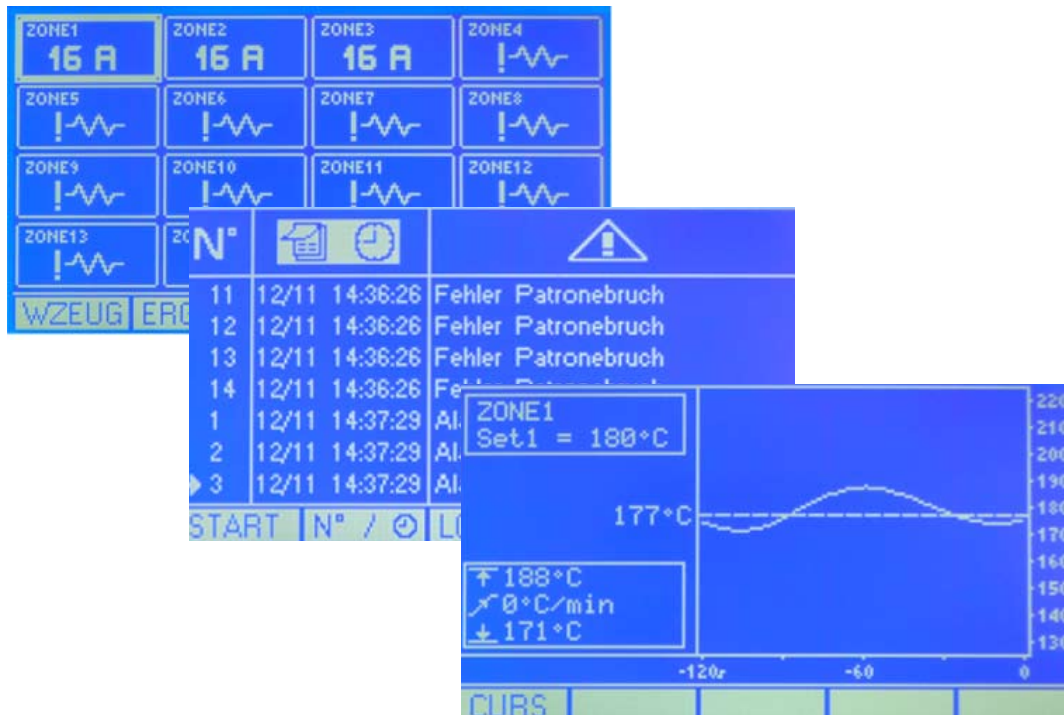 ZONE1 ZONE2 ZONE3 ZONE4
16 A 16 A 16 A
ZONE5 ZONE6 ZONE7 ZONE8
ZONE9 ZONE10 ZONE11 ZONE12
ZONE13
WZEUG
N°
11 12/11 14:36:26 Fehler Patronebruch
12 12/11 14:36:26 Fehler Patronebruch
13 12/11 14:36:26 Fehler Patronebruch
14 12/11 14:36:26
1 12/11 14:37:29
2 12/11 14:37:29
3 12/11 14:37:29
START N° /
ZONE1
Set1 = 180°C
177°C
188°C
0°C/min
171°C
220
210
200
190
180
170
160
150
140
130
-120s -60 0
CURS